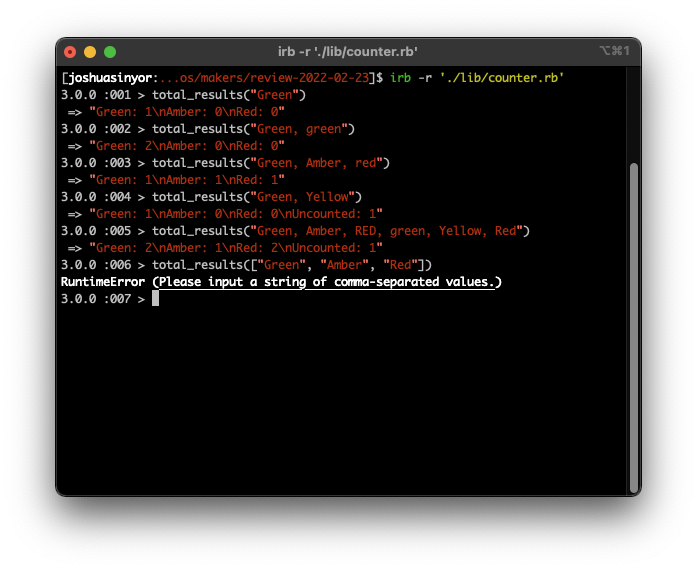 irb -r './lib/counter.rb'
⌥⌘1
[joshuasinyor:...os/makers/review-2022-02-23]$ irb -r './lib/counter.rb'
3.0.0 :001 > total_results("Green")
 => "Green: 1\nAmber: 0\nRed: 0"
3.0.0 :002 > total_results("Green, green")
 => "Green: 2\nAmber: 0\nRed: 0"
3.0.0 :003 > total_results("Green, Amber, red")
 => "Green: 1\nAmber: 1\nRed: 1"
3.0.0 :004 > total_results("Green, Yellow")
 => "Green: 1\nAmber: 0\nRed: 0\nUncounted: 1"
3.0.0 :005 > total_results("Green, Amber, RED, green, Yellow, Red")
 => "Green: 2\nAmber: 1\nRed: 2\nUncounted: 1"
3.0.0 :006 > total_results(["Green", "Amber", "Red"])
RuntimeError (Please input a string of comma-separated values.)
3.0.0 :007 >